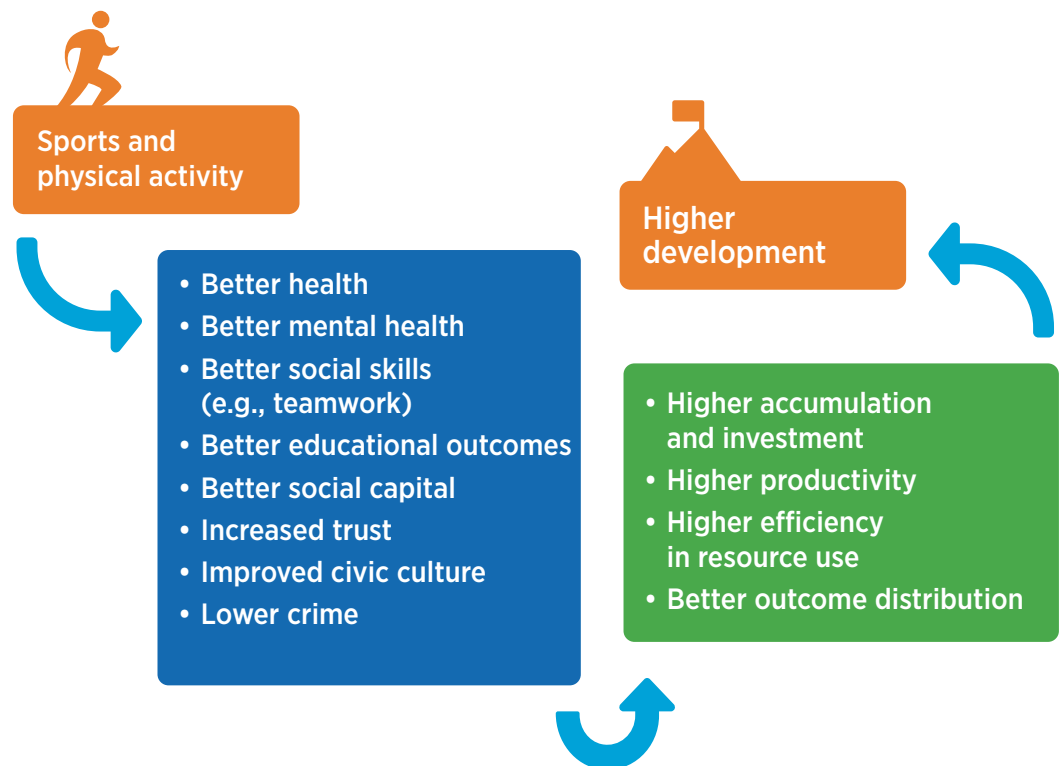 Sports and
physical activity
• Better health
• Better mental health
• Better social skills
(e.g., teamwork)
• Better educational outcomes
• Better social capital
• Increased trust
• Improved civic culture
• Lower crime
• Higher accumulation
and investment
• Higher productivity
• Higher efficiency
in resource use
• Better outcome distribution
Higher
development